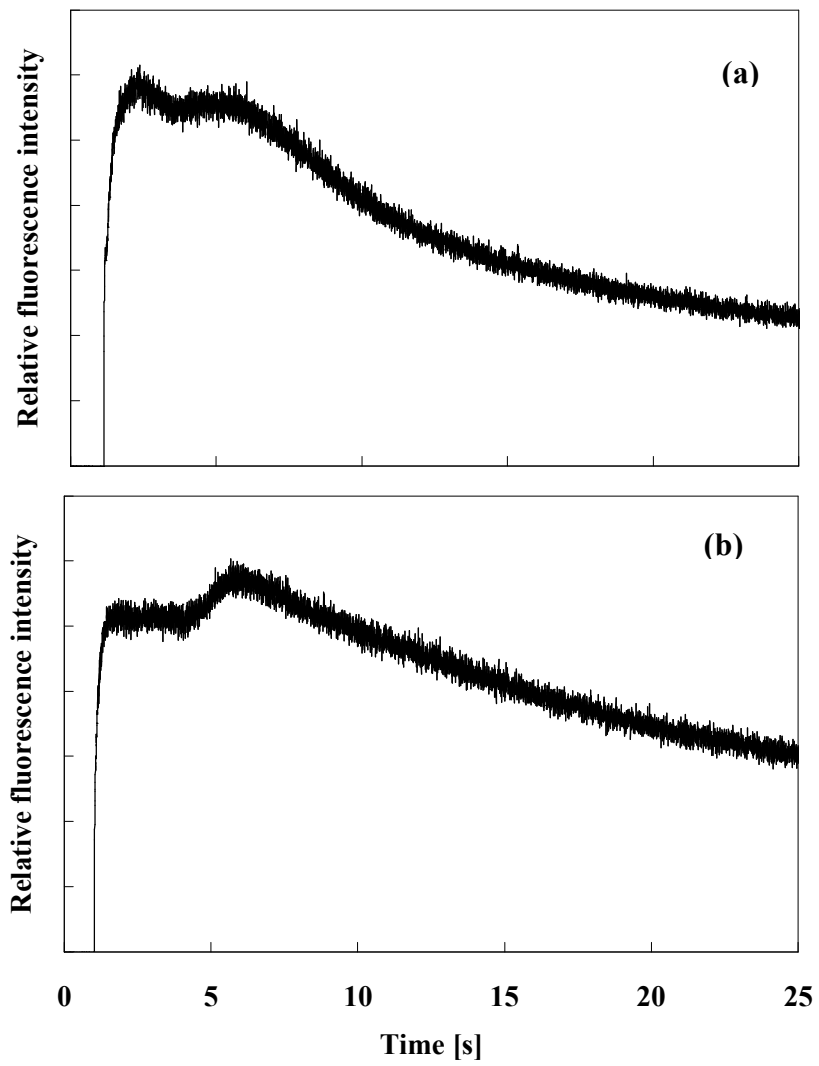 (a)
Relative fluorescence intensity
(b)
Relative fluorescence intensity
0 5 10 15 20 25
Time [s]